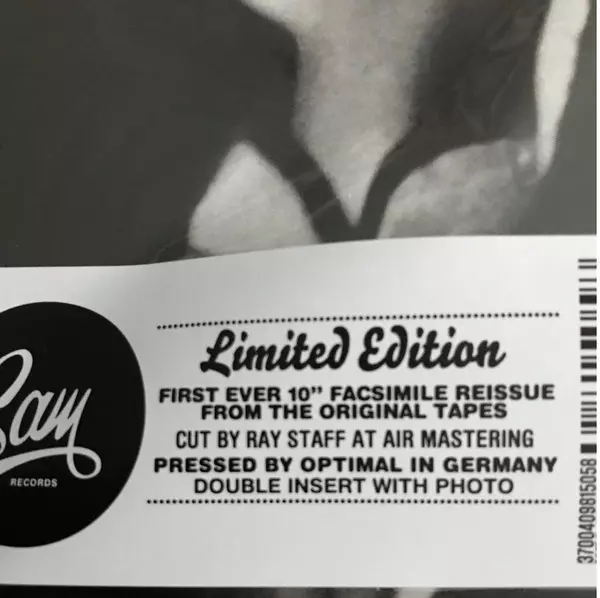 Limited Edition
FIRST EVER 10" FACSIMILE REISSUE
FROM THE ORIGINAL TAPES
CUT BY RAY STAFF AT AIR MASTERING
PRESSED BY OPTIMAL IN GERMANY
DOUBLE INSERT WITH PHOTO
Sam
RECORDS
3700409815058